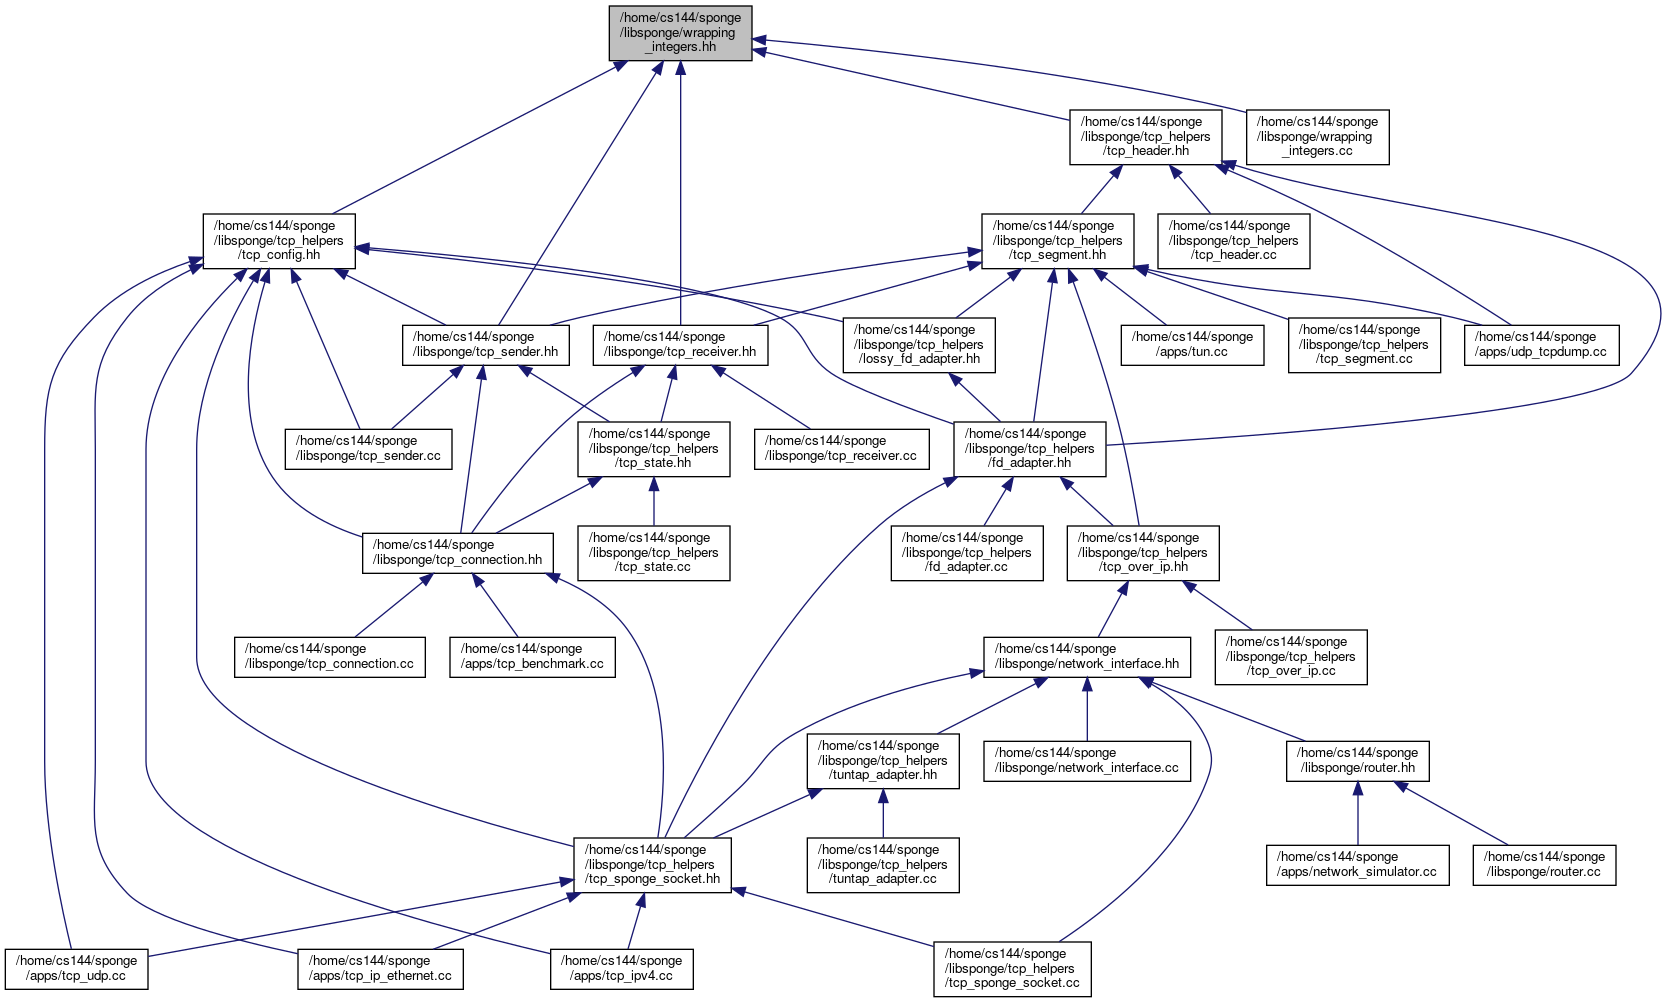 /home/cs144/sponge
/libsponge/wrapping
_integers.hh
/home/cs144/sponge
/libsponge/tcp_helpers
/tcp_header.hh
/home/cs144/sponge
/libsponge/wrapping
_integers.cc
/home/cs144/sponge
/libsponge/tcp_helpers
/tcp_config.hh
/home/cs144/sponge
/libsponge/tcp_helpers
/tcp_segment.hh
/home/cs144/sponge
/libsponge/tcp_helpers
/tcp_header.cc
/home/cs144/sponge
/libsponge/tcp_sender.hh
/home/cs144/sponge
/libsponge/tcp_receiver.hh
/home/cs144/sponge
/libsponge/tcp_helpers
/lossy_fd_adapter.hh
/home/cs144/sponge
/apps/tun.cc
/home/cs144/sponge
/libsponge/tcp_helpers
/tcp_segment.cc
/home/cs144/sponge
/apps/udp_tcpdump.cc
/home/cs144/sponge
/libsponge/tcp_sender.cc
/home/cs144/sponge
/libsponge/tcp_helpers
/tcp_state.hh
/home/cs144/sponge
/libsponge/tcp_receiver.cc
/home/cs144/sponge
/libsponge/tcp_helpers
/fd_adapter.hh
/home/cs144/sponge
/libsponge/tcp_connection.hh
/home/cs144/sponge
/libsponge/tcp_helpers
/tcp_state.cc
/home/cs144/sponge
/libsponge/tcp_helpers
/fd_adapter.cc
/home/cs144/sponge
/libsponge/tcp_helpers
/tcp_over_ip.hh
/home/cs144/sponge
/libsponge/tcp_connection.cc
/home/cs144/sponge
/apps/tcp_benchmark.cc
/home/cs144/sponge
/libsponge/network_interface.hh
/home/cs144/sponge
/libsponge/tcp_helpers
/tcp_over_ip.cc
/home/cs144/sponge
/libsponge/tcp_helpers
/tuntap_adapter.hh
/home/cs144/sponge
/libsponge/network_interface.cc
/home/cs144/sponge
/libsponge/router.hh
/home/cs144/sponge
/libsponge/tcp_helpers
/tcp_sponge_socket.hh
/home/cs144/sponge
/libsponge/tcp_helpers
/tuntap_adapter.cc
/home/cs144/sponge
/apps/network_simulator.cc
/home/cs144/sponge
/libsponge/router.cc
/home/cs144/sponge
/apps/tcp_udp.cc
/home/cs144/sponge
/apps/tcp_ip_ethernet.cc
/home/cs144/sponge
/apps/tcp_ipv4.cc
/home/cs144/sponge
/libsponge/tcp_helpers
/tcp_sponge_socket.cc